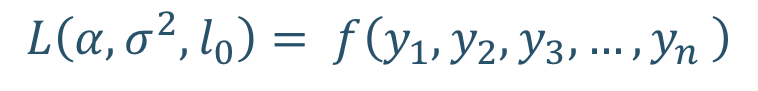 L(α, σ², l₀) = f(y₁, y₂, y₃, … , yₙ )